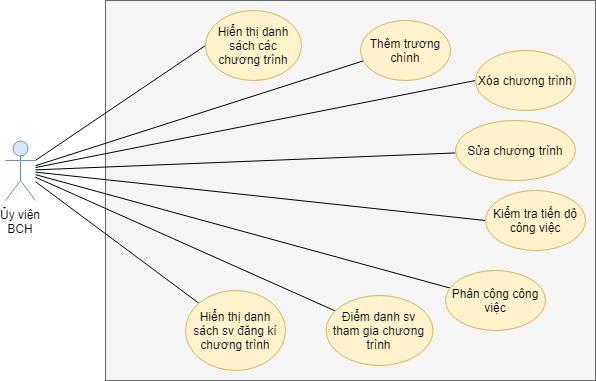 Hiển thị danh
sách các
chương trình
Thêm trương
chình
Xóa chương trình
Sửa chương trình
Ủy viên
BCH
Kiểm tra tiến dộ
công việc
Phân công công
việc
Hiển thị danh
sách sv đăng kí
chương trình
Điểm danh sv
tham gia chương
trình